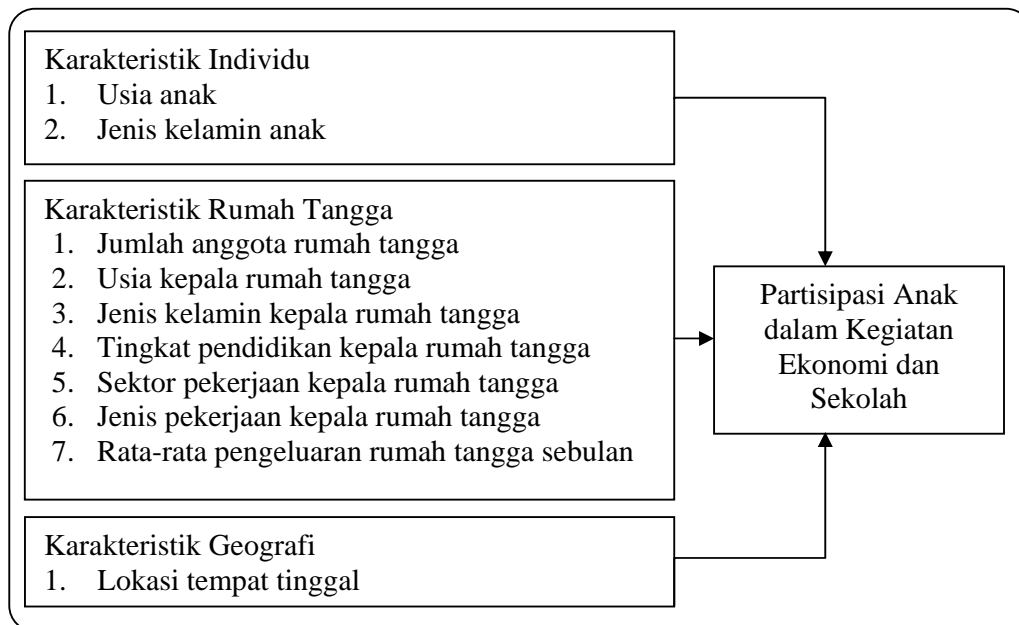 Karakteristik Individu
1. Usia anak
2. Jenis kelamin anak
Karakteristik Rumah Tangga
1. Jumlah anggota rumah tangga
2. Usia kepala rumah tangga
3. Jenis kelamin kepala rumah tangga
4. Tingkat pendidikan kepala rumah tangga
5. Sektor pekerjaan kepala rumah tangga
6. Jenis pekerjaan kepala rumah tangga
7. Rata-rata pengeluaran rumah tangga sebulan
Karakteristik Geografi
1. Lokasi tempat tinggal
Partisipasi Anak
dalam Kegiatan
Ekonomi dan
Sekolah